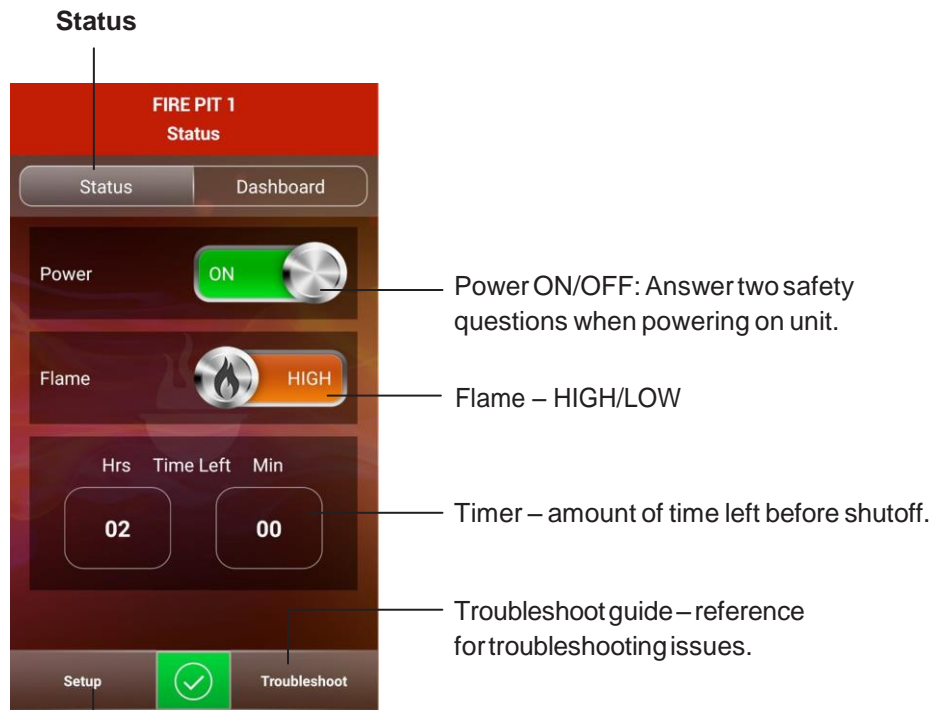 Status
FIRE PIT 1
Status
Status Dashboard
Power ON
Power ON/OFF: Answer two safety
questions when powering on unit.
Flame HIGH
Flame – HIGH/LOW
Hrs Time Left Min
02 00
Timer – amount of time left before shutoff.
Troubleshoot guide – reference
for troubleshooting issues.
Setup Troubleshoot